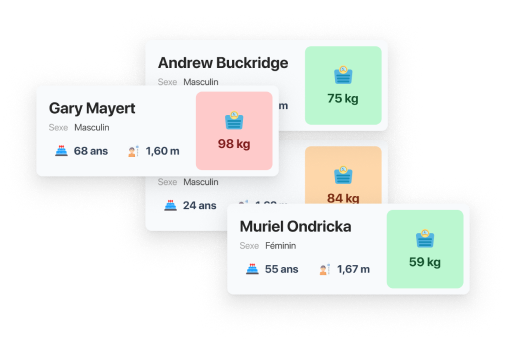 Andrew Buckridge
Sexe Masculin
m
75 kg
Gary Mayert
Sexe Masculin
68 ans
1,60 m
98 kg
Sexe Masculin
24 ans
84 kg
Muriel Ondricka
Sexe Féminin
55 ans
1,67 m
59 kg